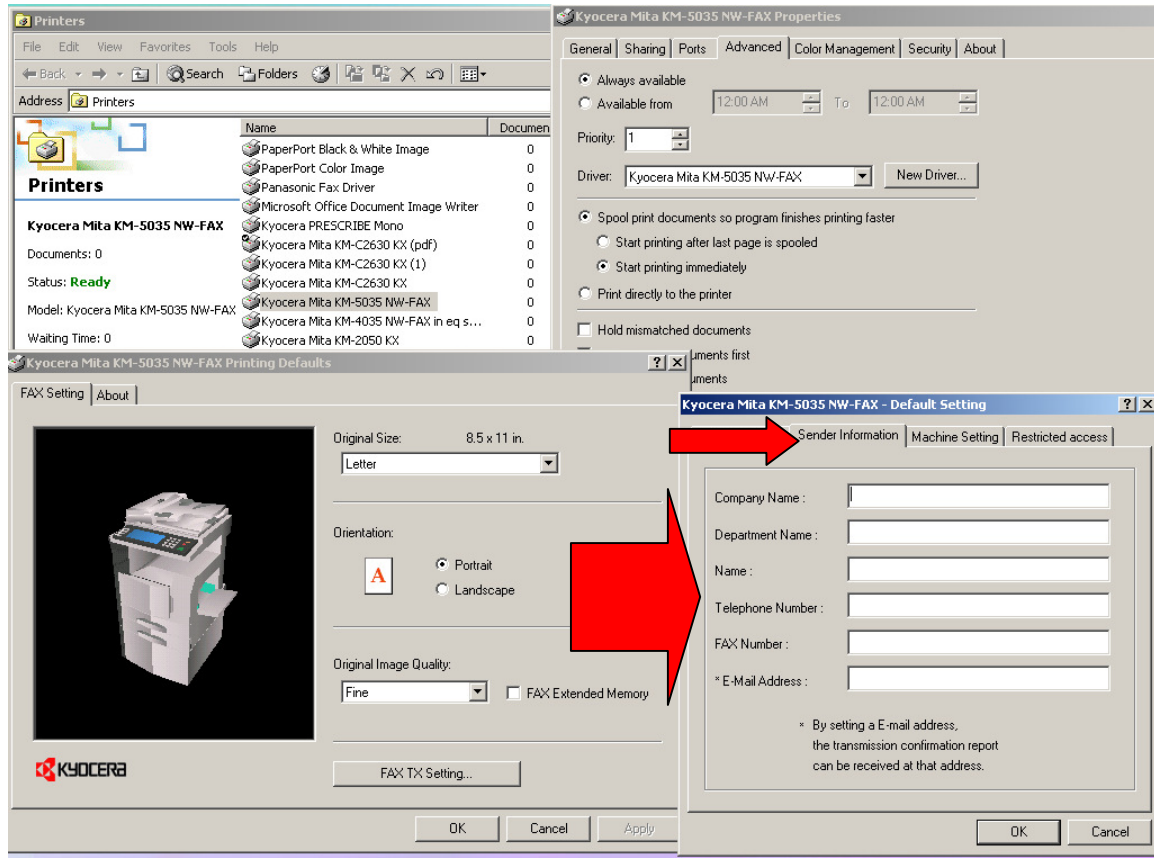 Printers
File Edit View Favorites Tools Help
Back Search Folders
Address Printers
Name Documen
Printers
PaperPort Black & White Image 0
PaperPort Color Image 0
Panasonic Fax Driver 0
Microsoft Office Document Image Writer 0
Kyocera PRESCRIBE Mono 0
Kyocera Mita KM-C2630 KX (pdf) 0
Kyocera Mita KM-C2630 KX (1) 0
Kyocera Mita KM-C2630 KX 0
Kyocera Mita KM-5035 NW-FAX 0
Kyocera Mita KM-4035 NW-FAX in eq s... 0
Kyocera Mita KM-2050 KX 0
Kyocera Mita KM-5035 NW-FAX
Documents: 0
Status: Ready
Model: Kyocera Mita KM-5035 NW-FAX
Waiting Time: 0
Kyocera Mita KM-5035 NW-FAX Properties
General Sharing Ports Advanced Color Management Security About
Always available
Available from 12:00 AM To 12:00 AM
Priority: 1
Driver: Kyocera Mita KM-5035 NW-FAX New Driver...
Spool print documents so program finishes printing faster
Start printing after last page is spooled
Start printing immediately
Print directly to the printer
Hold mismatched documents
uments first
uments
Kyocera Mita KM-5035 NW-FAX Printing Defaults
FAX Setting About
Original Size: 8.5 x 11 in.
Letter
Orientation:
A
Portrait
Landscape
Original Image Quality:
Fine FAX Extended Memory
KYOCERA
FAX TX Setting...
OK Cancel Apply
Kyocera Mita KM-5035 NW-FAX - Default Setting
Sender Information Machine Setting Restricted access
Company Name :
Department Name :
Name :
Telephone Number :
FAX Number :
* E-Mail Address :
* By setting a E-mail address,
the transmission confirmation report
can be received at that address.
OK Cancel